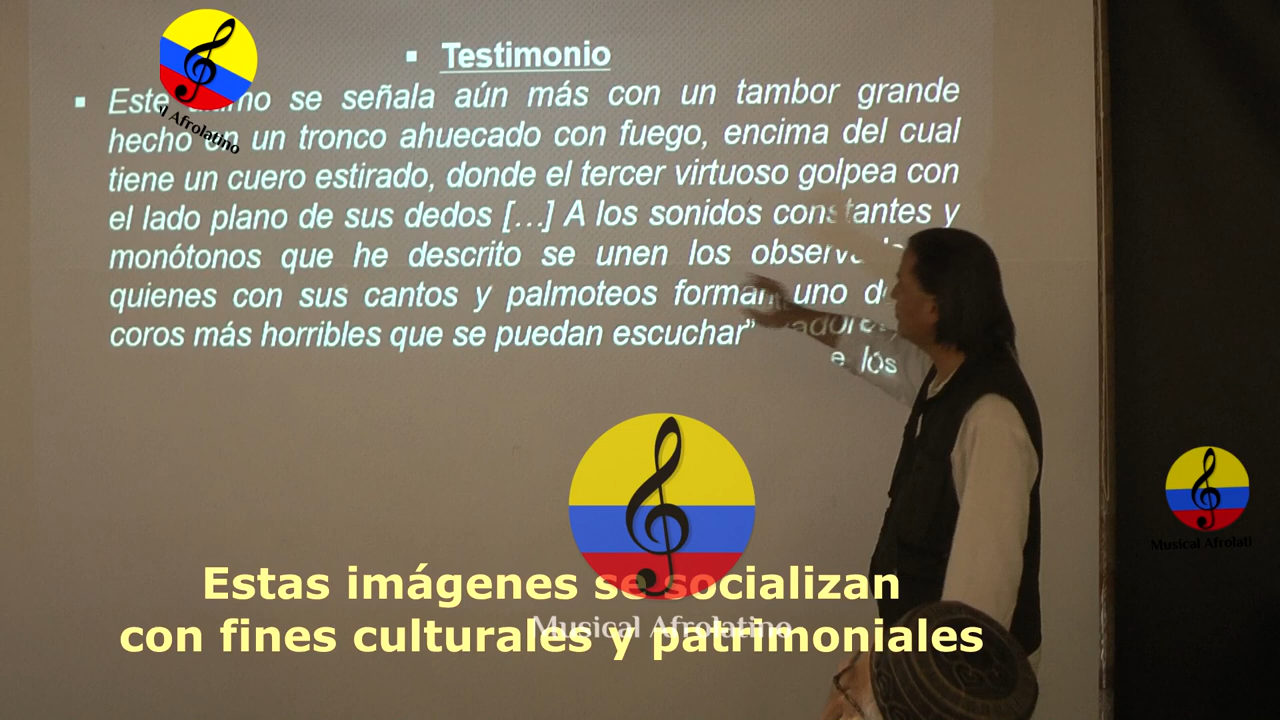 Testimonio
Este último se señala aún más con un tambor grande
hecho en un tronco ahuecado con fuego, encima del cual
tiene un cuero estirado, donde el tercer virtuoso golpea con
el lado plano de sus dedos […] A los sonidos constantes y
monótonos que he descrito se unen los
quienes con sus cantos y palmoteos forman uno
coros más horribles que se puedan escuchar”
l Afrolatino
Musical Afrolati
Estas imágenes se socializan
Musical Afrolatino
con fines culturales y patrimoniales